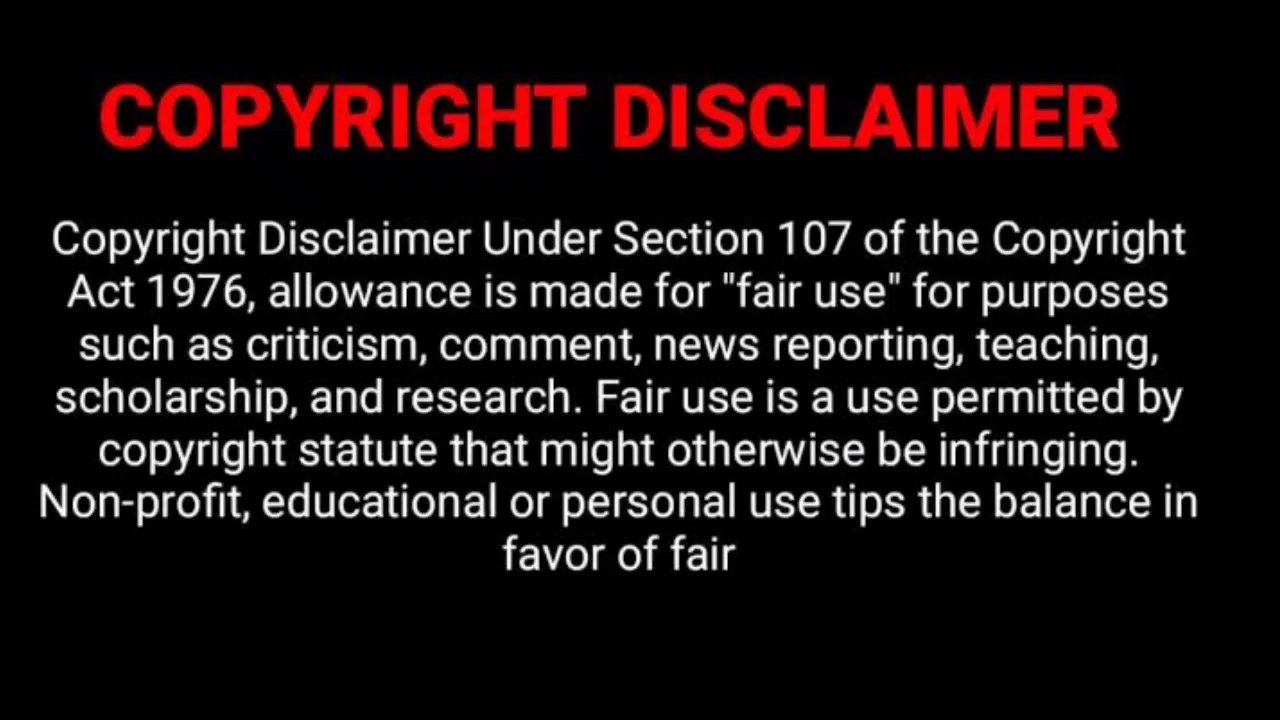 COPYRIGHT DISCLAIMER
Copyright Disclaimer Under Section 107 of the Copyright
Act 1976, allowance is made for "fair use" for purposes
such as criticism, comment, news reporting, teaching,
scholarship, and research. Fair use is a use permitted by
copyright statute that might otherwise be infringing.
Non-profit, educational or personal use tips the balance in
favor of fair